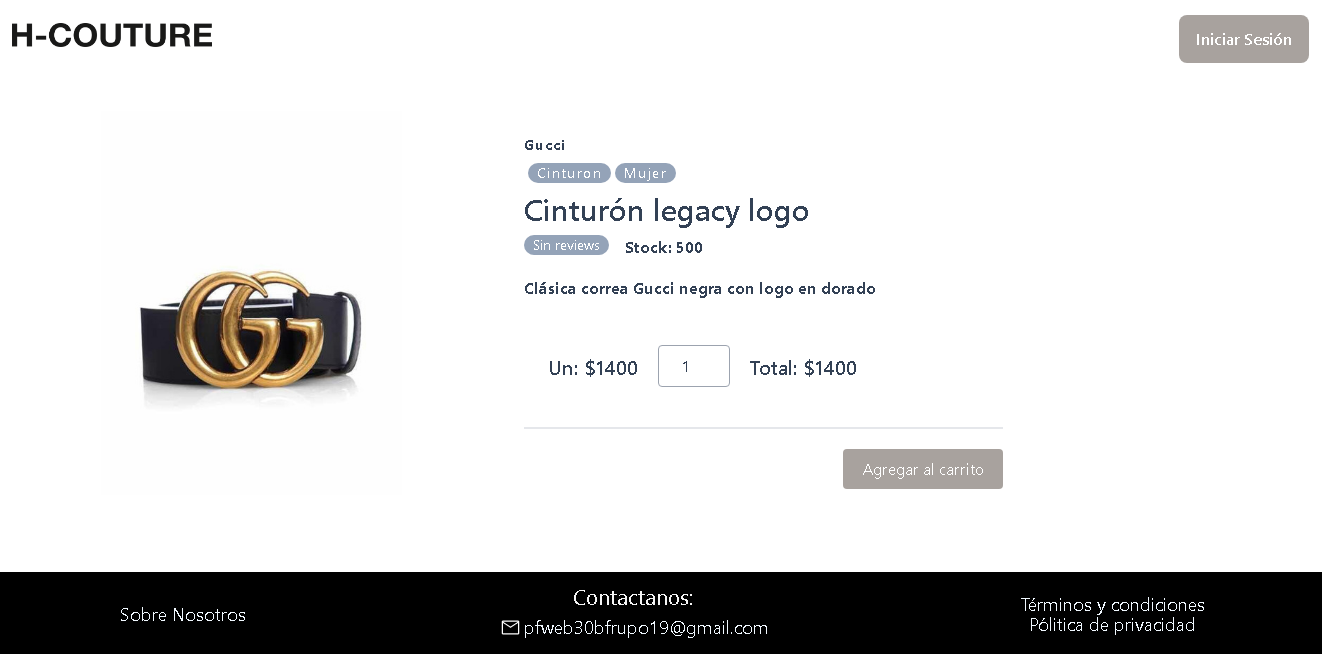 H-COUTURE
Iniciar Sesión
Gucci
Cinturon Mujer
Cinturón legacy logo
Sin reviews Stock: 500
Clásica correa Gucci negra con logo en dorado
Un: $1400 1 Total: $1400
Agregar al carrito
Sobre Nosotros
Contactanos:
pfweb30bfrupo19@gmail.com
Términos y condiciones
Pólitica de privacidad